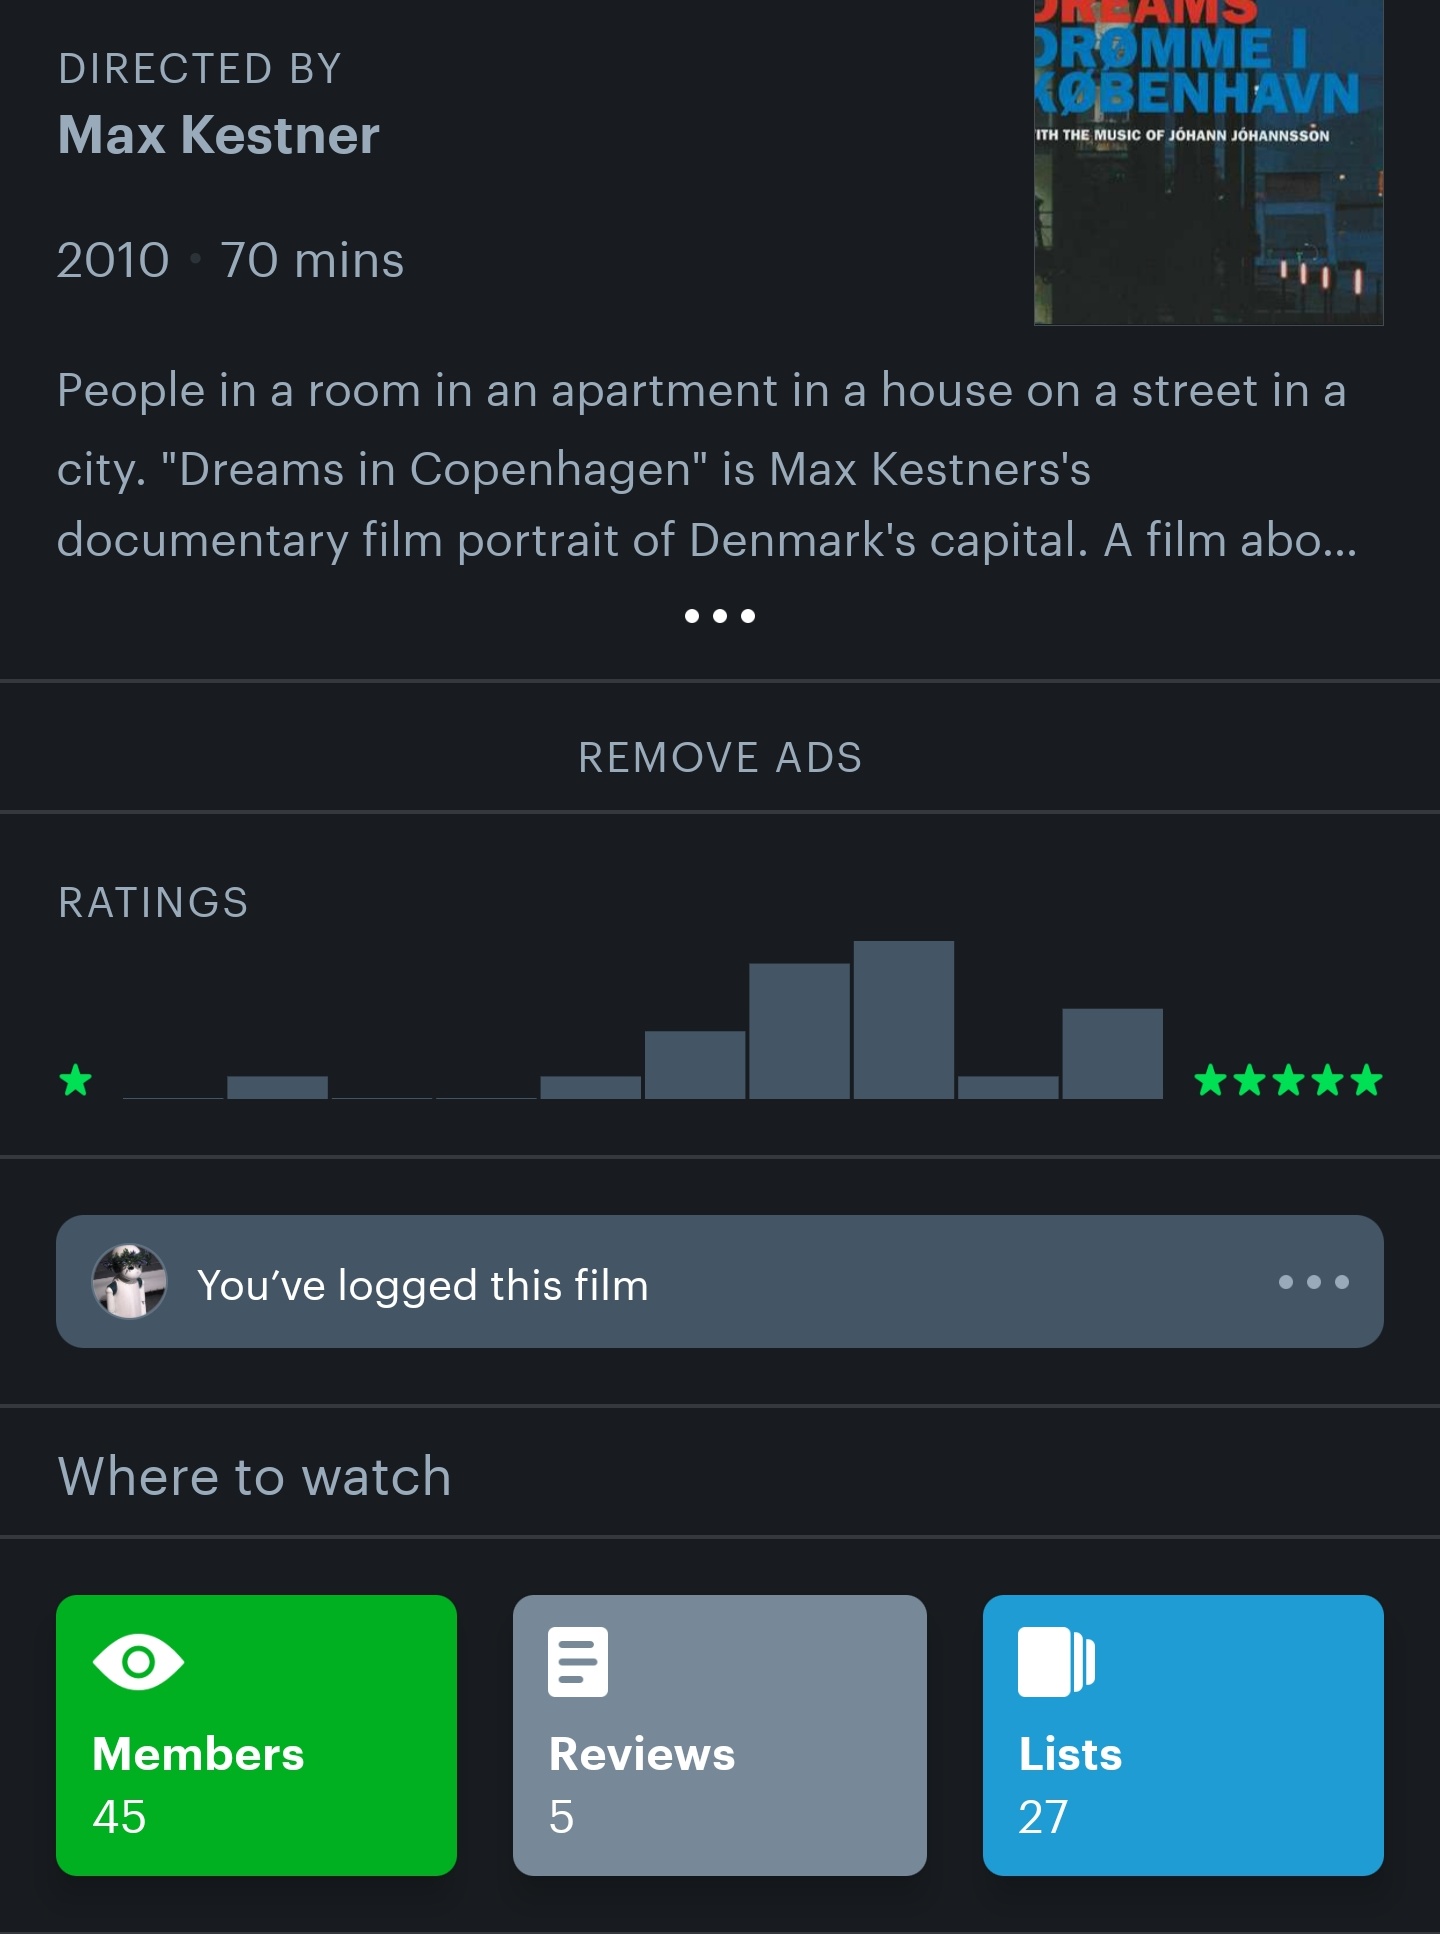 DREAMS
DRØMME I
KØBENHAVN
WITH THE MUSIC OF JÓHANN JÓHANNSSON
DIRECTED BY
Max Kestner
2010 • 70 mins
People in a room in an apartment in a house on a street in a
city. "Dreams in Copenhagen" is Max Kestners's
documentary film portrait of Denmark's capital. A film abo...
REMOVE ADS
RATINGS
You’ve logged this film
Where to watch
Members
45
Reviews
5
Lists
27